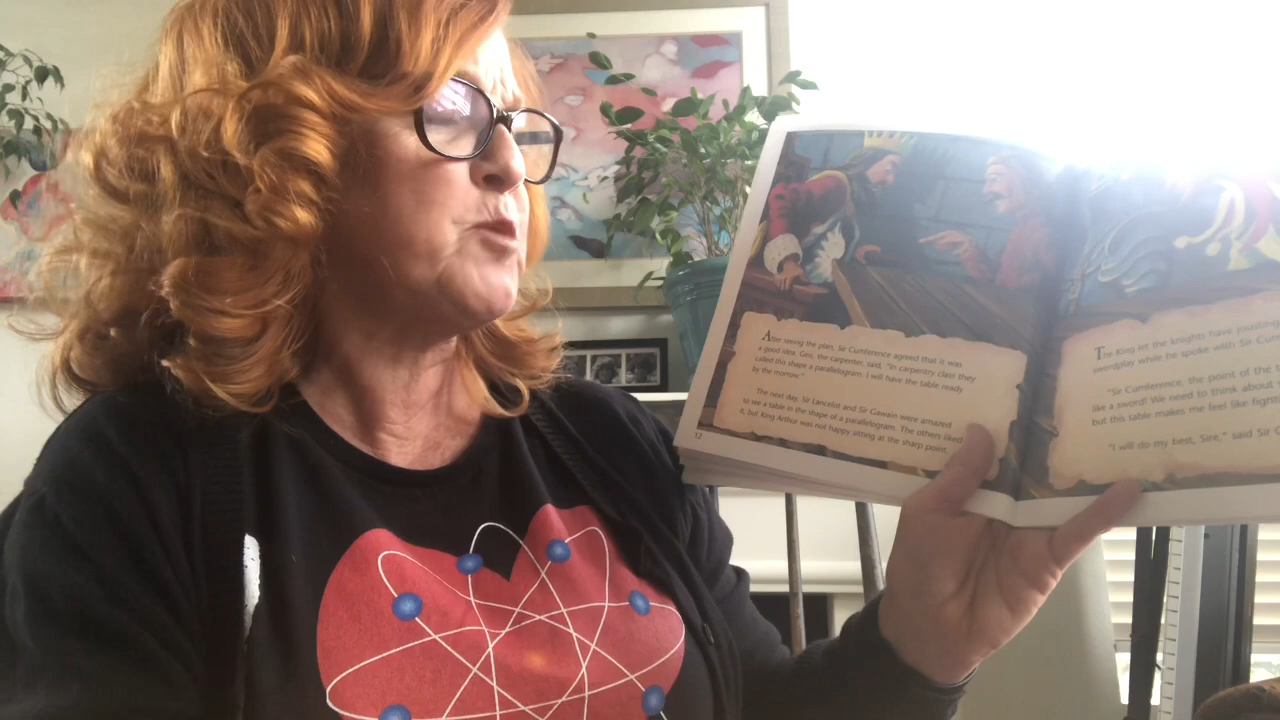 After seeing the plan, Sir Cumference agreed that it was
a good idea. Geo, the carpenter, said, "In carpentry class they
called this shape a parallelogram. I will have the table ready
by the morrow."
The next day, Sir Lancelot and Sir Gawain were amazed
to see a table in the shape of a parallelogram. The others liked
it, but King Arthur was not happy sitting at the sharp point.
12
The King let the knights have jousting
swordplay while he spoke with Sir Cum
"Sir Cumference, the point of the t
like a sword! We need to think about
but this table makes me feel like fight
"I will do my best, Sire," said Sir C